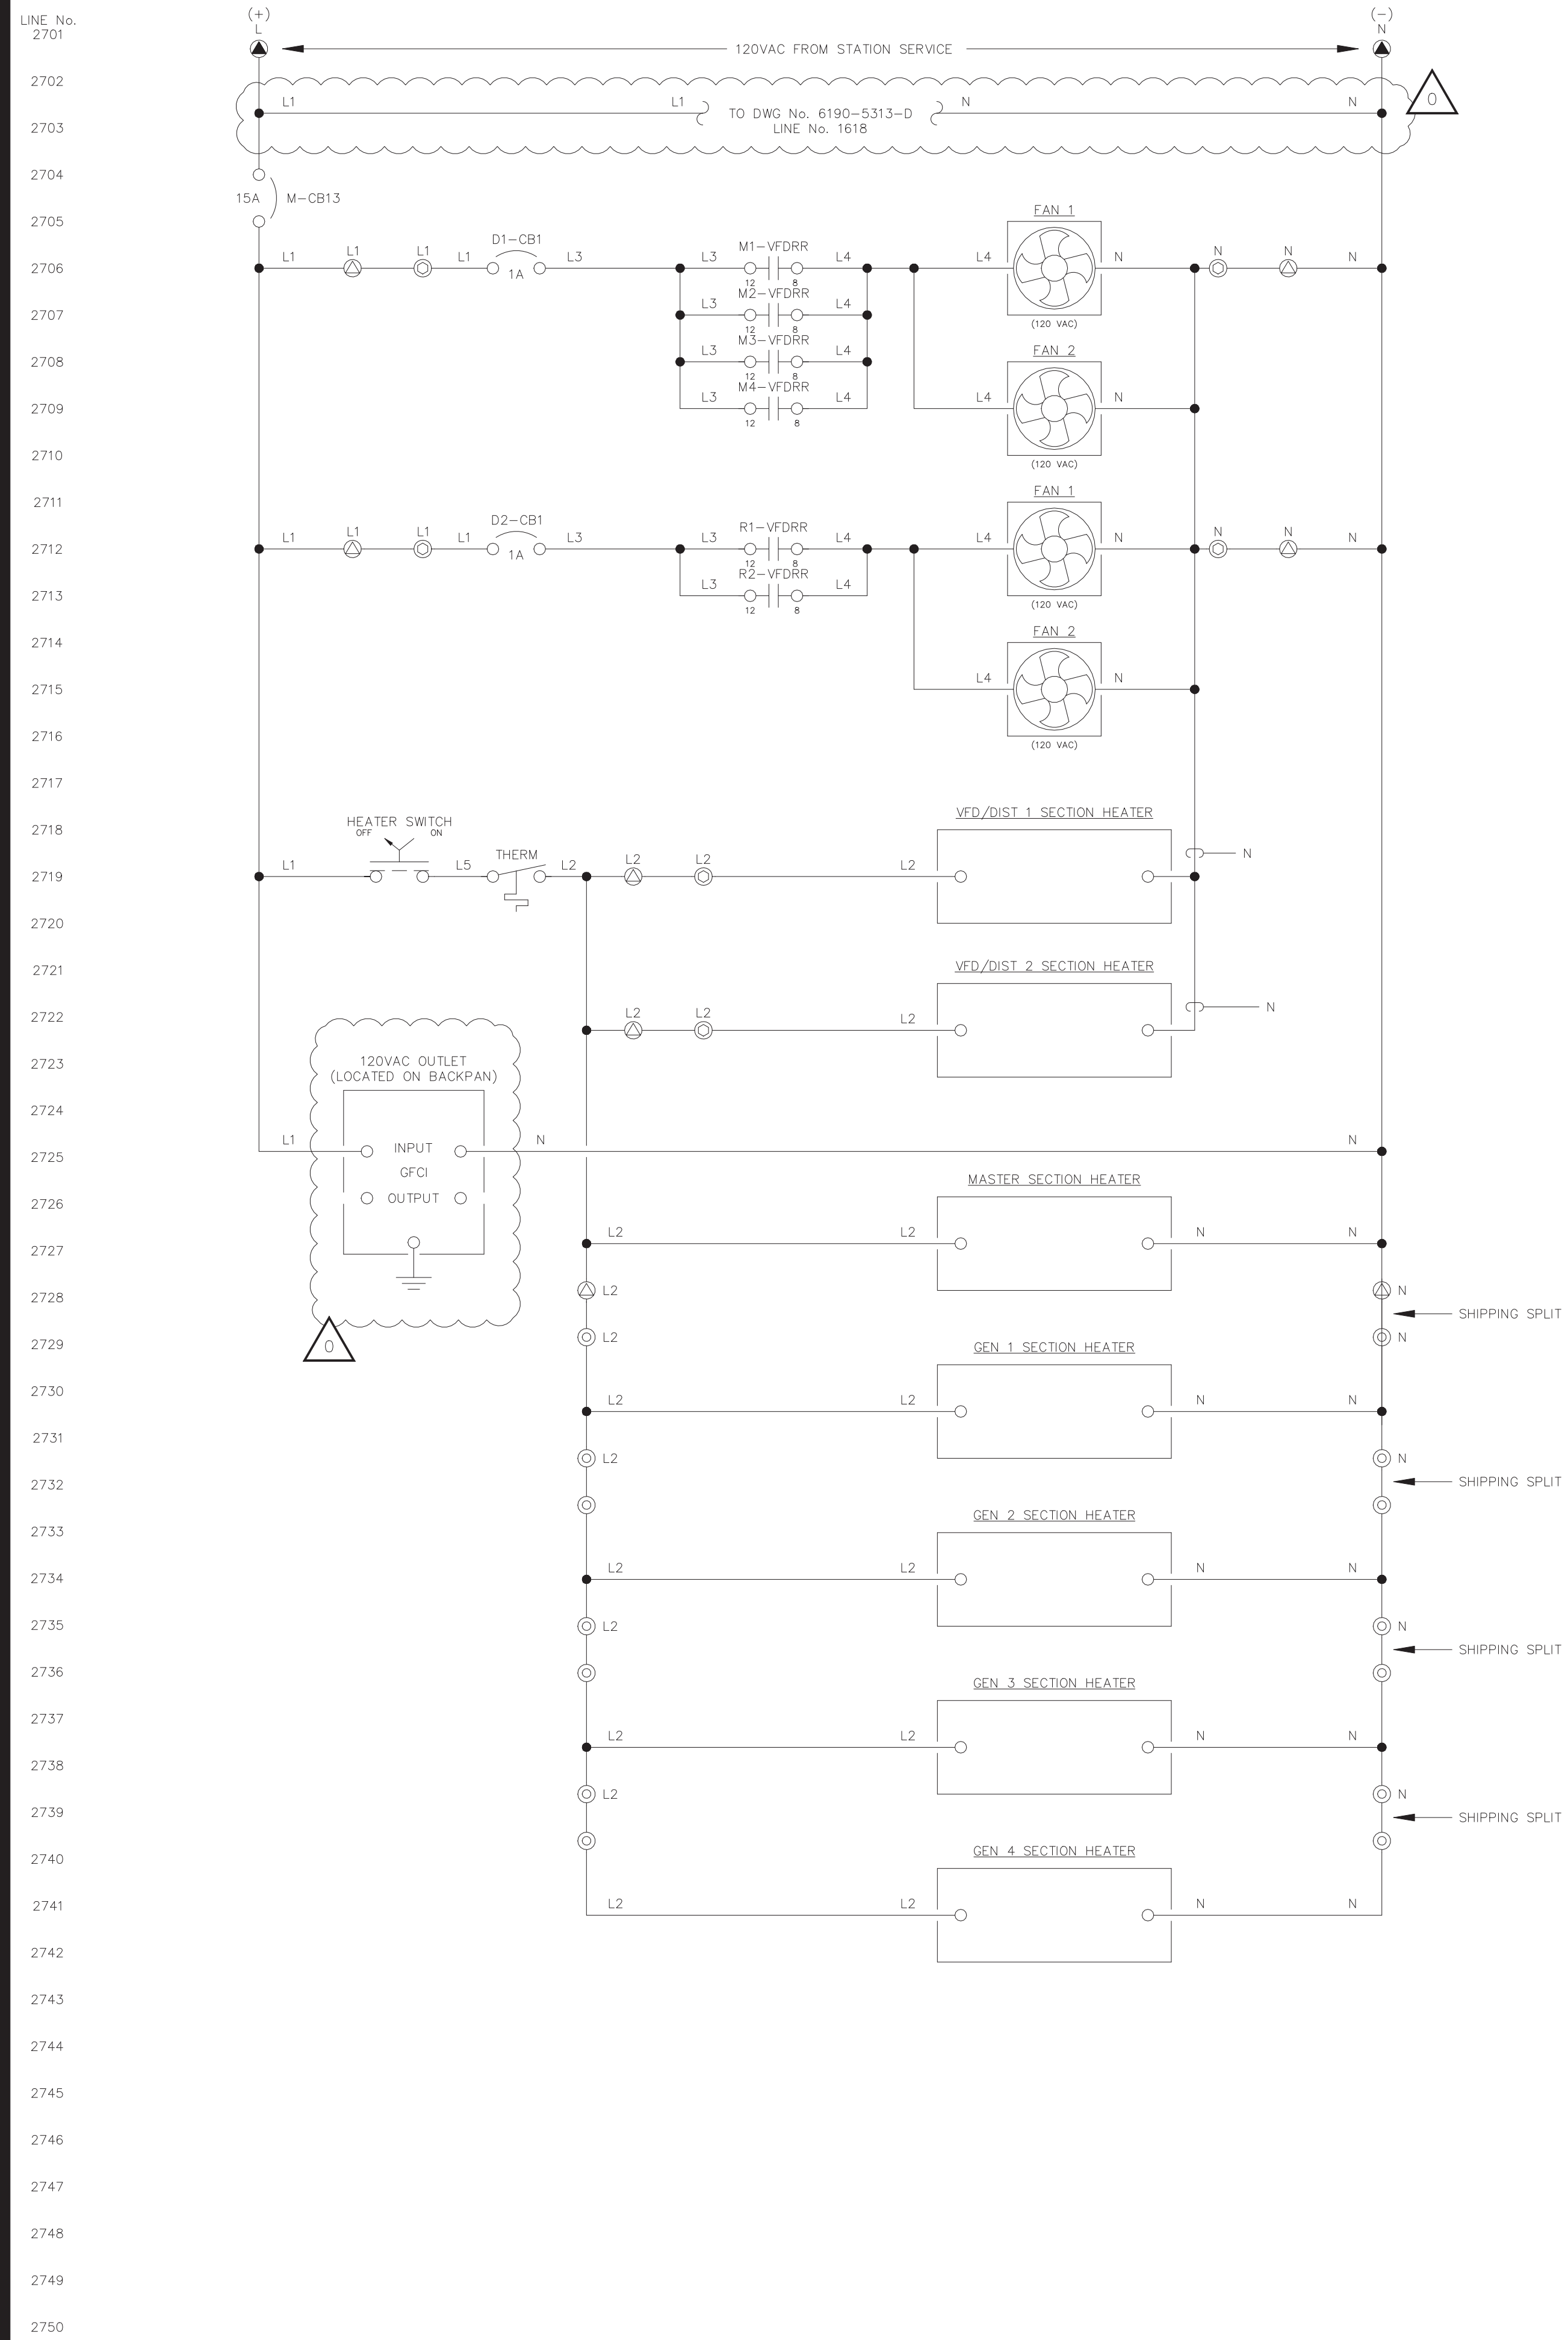 LINE No.
(+)
L
(-)
N
2701
120VAC FROM STATION SERVICE
2702
L1 L1 TO DWG No. 6190-5313-D N N 0
LINE No. 1618
2703
2704
15A M-CB13
2705
FAN 1
2706
L1 L1 L1 L1 D1-CB1 1A L3 L3 M1-VFDRR 12 8 L4 L4 N N N N
(120 VAC)
2707
L3 M2-VFDRR 12 8 L4
2708
L3 M3-VFDRR 12 8 L4
FAN 2
2709
L3 M4-VFDRR 12 8 L4 L4 N
(120 VAC)
2710
2711
FAN 1
2712
L1 L1 L1 L1 D2-CB1 1A L3 L3 R1-VFDRR 12 8 L4 L4 N N N N
(120 VAC)
2713
L3 R2-VFDRR 12 8 L4
2714
FAN 2
2715
L4 N
(120 VAC)
2716
2717
2718
HEATER SWITCH
OFF ON
VFD/DIST 1 SECTION HEATER
N
2719
L1 L5 THERM L2 L2 L2 L2
2720
2721
VFD/DIST 2 SECTION HEATER
N
2722
L2 L2 L2
2723
120VAC OUTLET
(LOCATED ON BACKPAN)
2724
2725
L1 INPUT N N
GFCI
2726
OUTPUT
MASTER SECTION HEATER
2727
L2 L2 N N
2728
L2 N
SHIPPING SPLIT
2729
0
L2 N
GEN 1 SECTION HEATER
2730
L2 L2 N N
2731
L2 N
2732
SHIPPING SPLIT
2733
GEN 2 SECTION HEATER
2734
L2 L2 N N
2735
L2 N
SHIPPING SPLIT
2736
GEN 3 SECTION HEATER
2737
L2 L2 N N
2738
L2 N
2739
SHIPPING SPLIT
2740
GEN 4 SECTION HEATER
2741
L2 L2 N N
2742
2743
2744
2745
2746
2747
2748
2749
2750